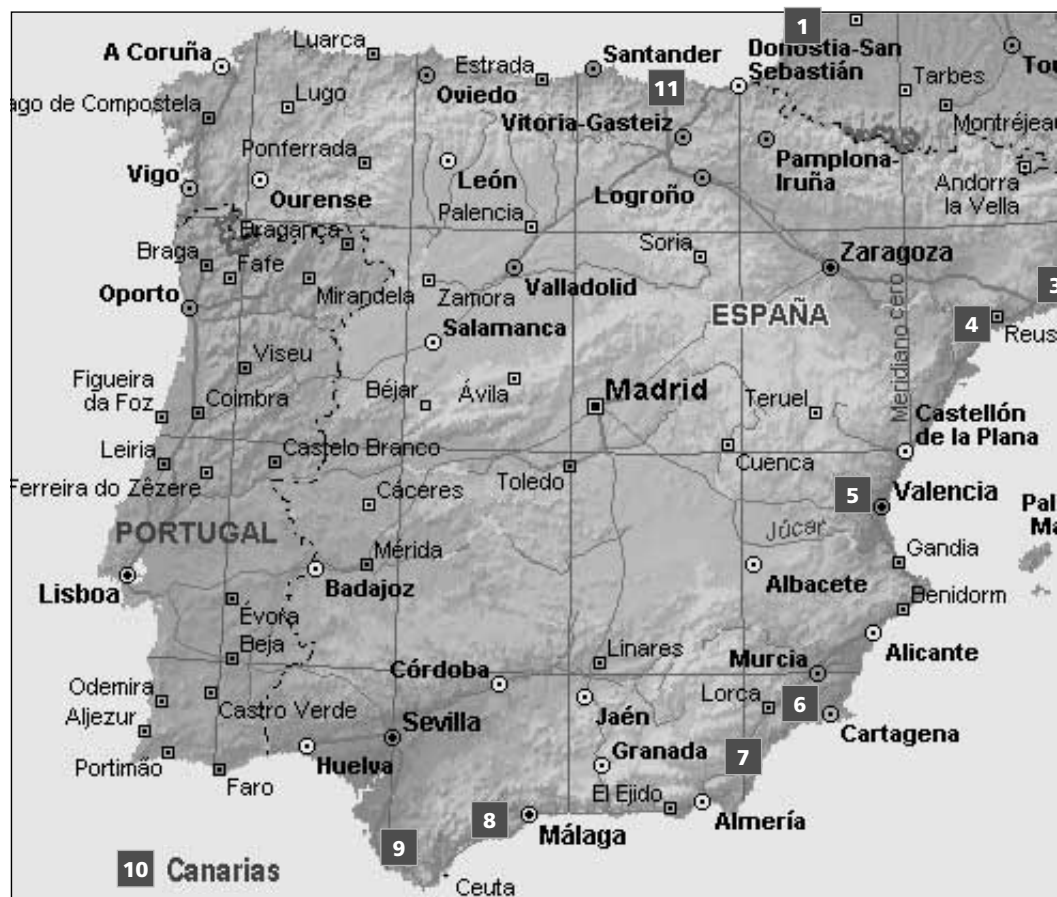 1
Luarca
A Coruña
Santander
Donostia-San
Sebastián
Estrada
Oviedo
11
Tarbes
Lugo
ago de Compostela
Vitoria-Gasteiz
Montréjeau
Ponferrada
León
Pamplona-
Iruña
Vigo
Ourense
Logroño
Andorra
la Vella
Palencia
Bragança
Soria
Zaragoza
Braga
Fafe
Mirandela
Zamora
Valladolid
Oporto
3
ESPAÑA
Meridiano Cero
4
Reus
Salamanca
Viseu
Figueira
da Foz
Coimbra
Béjar
Ávila
Madrid
Teruel
Castellón
de la Plana
Leiria
Castelo Branco
Toledo
Cuenca
Ferreira do Zêzere
Cáceres
5
Valencia
Pal
Ma
PORTUGAL
Júcar
Mérida
Gandia
Lisboa
Badajoz
Albacete
Benidorm
Évora
Beja
Linares
Murcia
Alicante
Córdoba
Odemira
Castro Verde
Lorca
6
Aljezur
Sevilla
Jaén
Cartagena
Portimão
Huelva
Granada
7
Faro
El Ejido
Almería
8
Málaga
9
10
Canarias
Ceuta